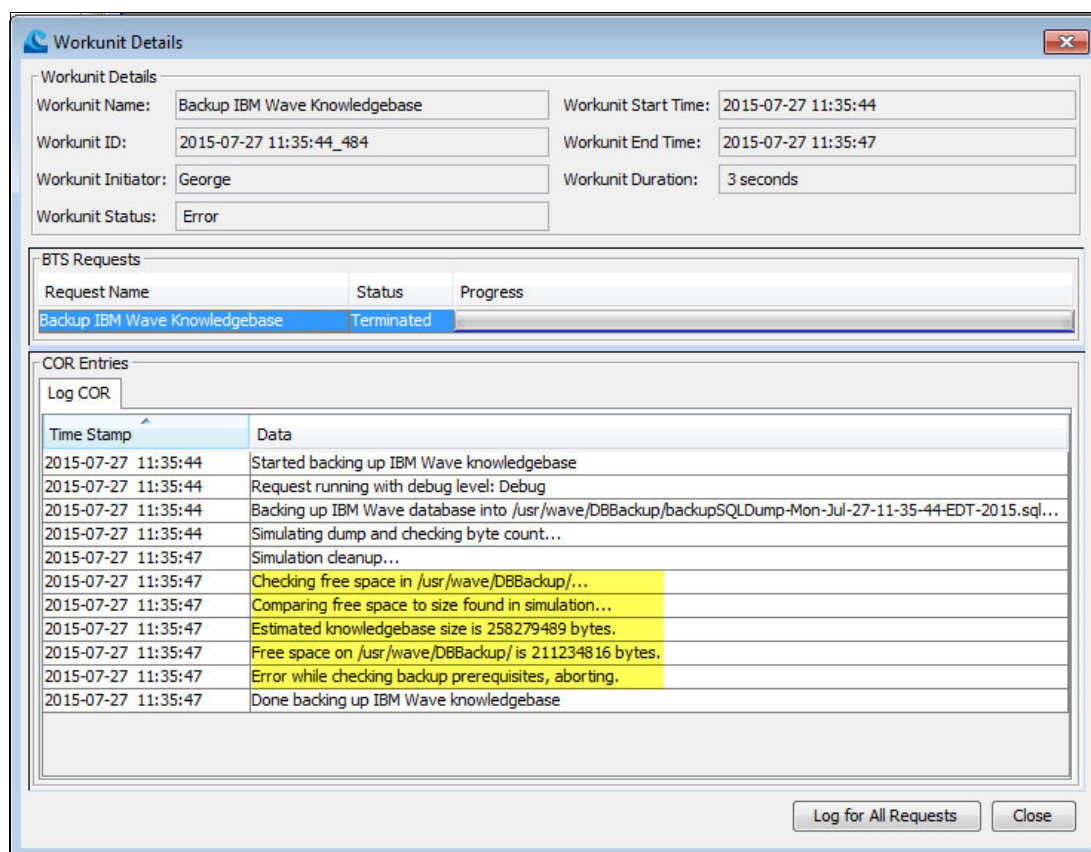 Workunit Details
Workunit Details
Workunit Name: Backup IBM Wave Knowledgebase Workunit Start Time: 2015-07-27 11:35:44
Workunit ID: 2015-07-27 11:35:44_484 Workunit End Time: 2015-07-27 11:35:47
Workunit Initiator: George Workunit Duration: 3 seconds
Workunit Status: Error
BTS Requests
Request Name Status Progress
Backup IBM Wave Knowledgebase Terminated
COR Entries
Log COR
Time Stamp Data
2015-07-27 11:35:44 Started backing up IBM Wave knowledgebase
2015-07-27 11:35:44 Request running with debug level: Debug
2015-07-27 11:35:44 Backing up IBM Wave database into /usr/wave/DBBackup/backupSQLDump-Mon-Jul-27-11-35-44-EDT-2015.sql...
2015-07-27 11:35:44 Simulating dump and checking byte count...
2015-07-27 11:35:47 Simulation cleanup...
2015-07-27 11:35:47 Checking free space in /usr/wave/DBBackup/...
2015-07-27 11:35:47 Comparing free space to size found in simulation...
2015-07-27 11:35:47 Estimated knowledgebase size is 258279489 bytes.
2015-07-27 11:35:47 Free space on /usr/wave/DBBackup/ is 211234816 bytes.
2015-07-27 11:35:47 Error while checking backup prerequisites, aborting.
2015-07-27 11:35:47 Done backing up IBM Wave knowledgebase
Log for All Requests Close